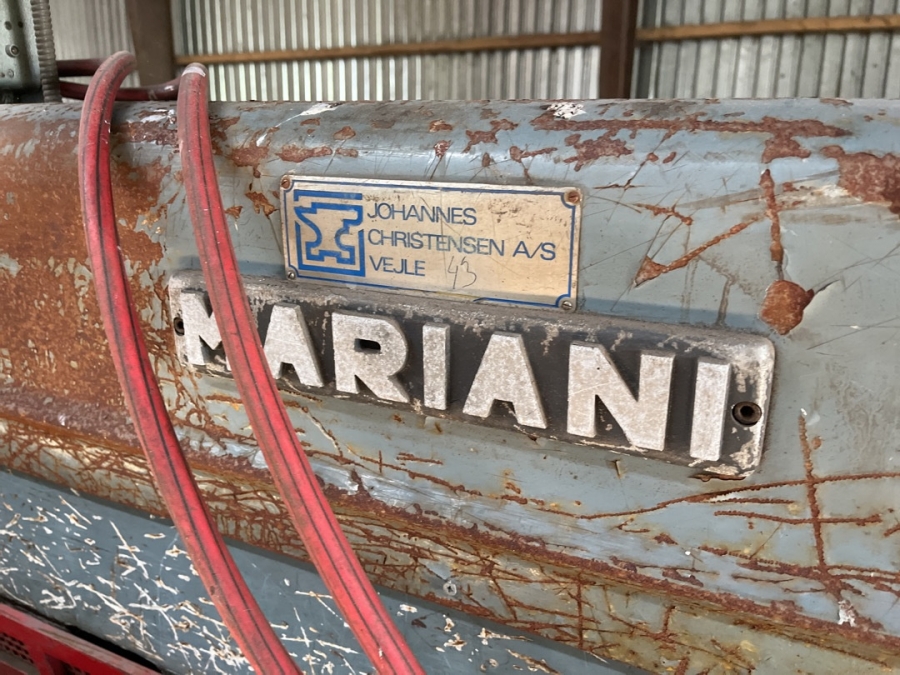 JOHANNES
CHRISTENSEN A/S
VEJLE 43
MARIANI